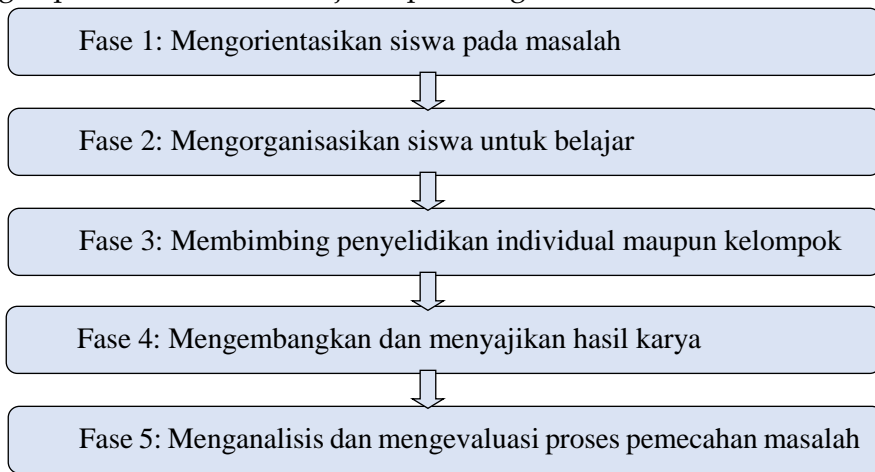 Fase 1: Mengorientasikan siswa pada masalah
Fase 2: Mengorganisasikan siswa untuk belajar
Fase 3: Membimbing penyelidikan individual maupun kelompok
Fase 4: Mengembangkan dan menyajikan hasil karya
Fase 5: Menganalisis dan mengevaluasi proses pemecahan masalah